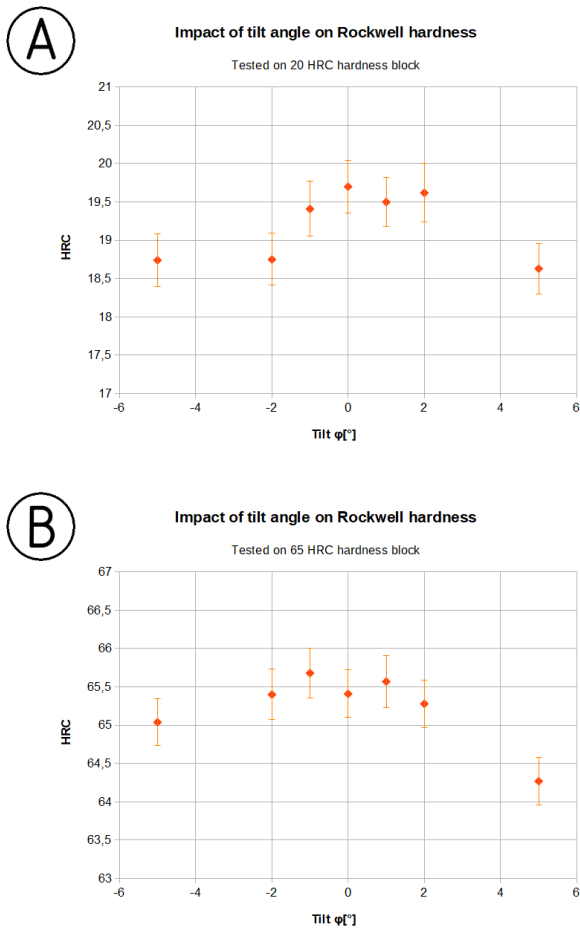 A
Impact of tilt angle on Rockwell hardness
Tested on 20 HRC hardness block
21
20,5
20
19,5
19
18,5
18
17,5
17
HRC
-6 -4 -2 0 2 4 6
Tilt φ[°]
B
Impact of tilt angle on Rockwell hardness
Tested on 65 HRC hardness block
67
66,5
66
65,5
65
64,5
64
63,5
63
HRC
-6 -4 -2 0 2 4 6
Tilt φ[°]